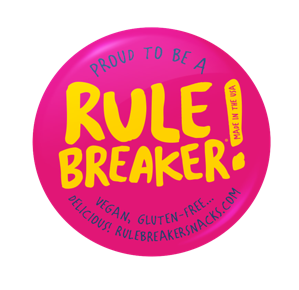 PROUD TO BE A
RULE
BREAKER!
MADE IN THE USA
VEGAN, GLUTEN-FREE...
DELICIOUS! RULEBREAKERSNACKS.COM